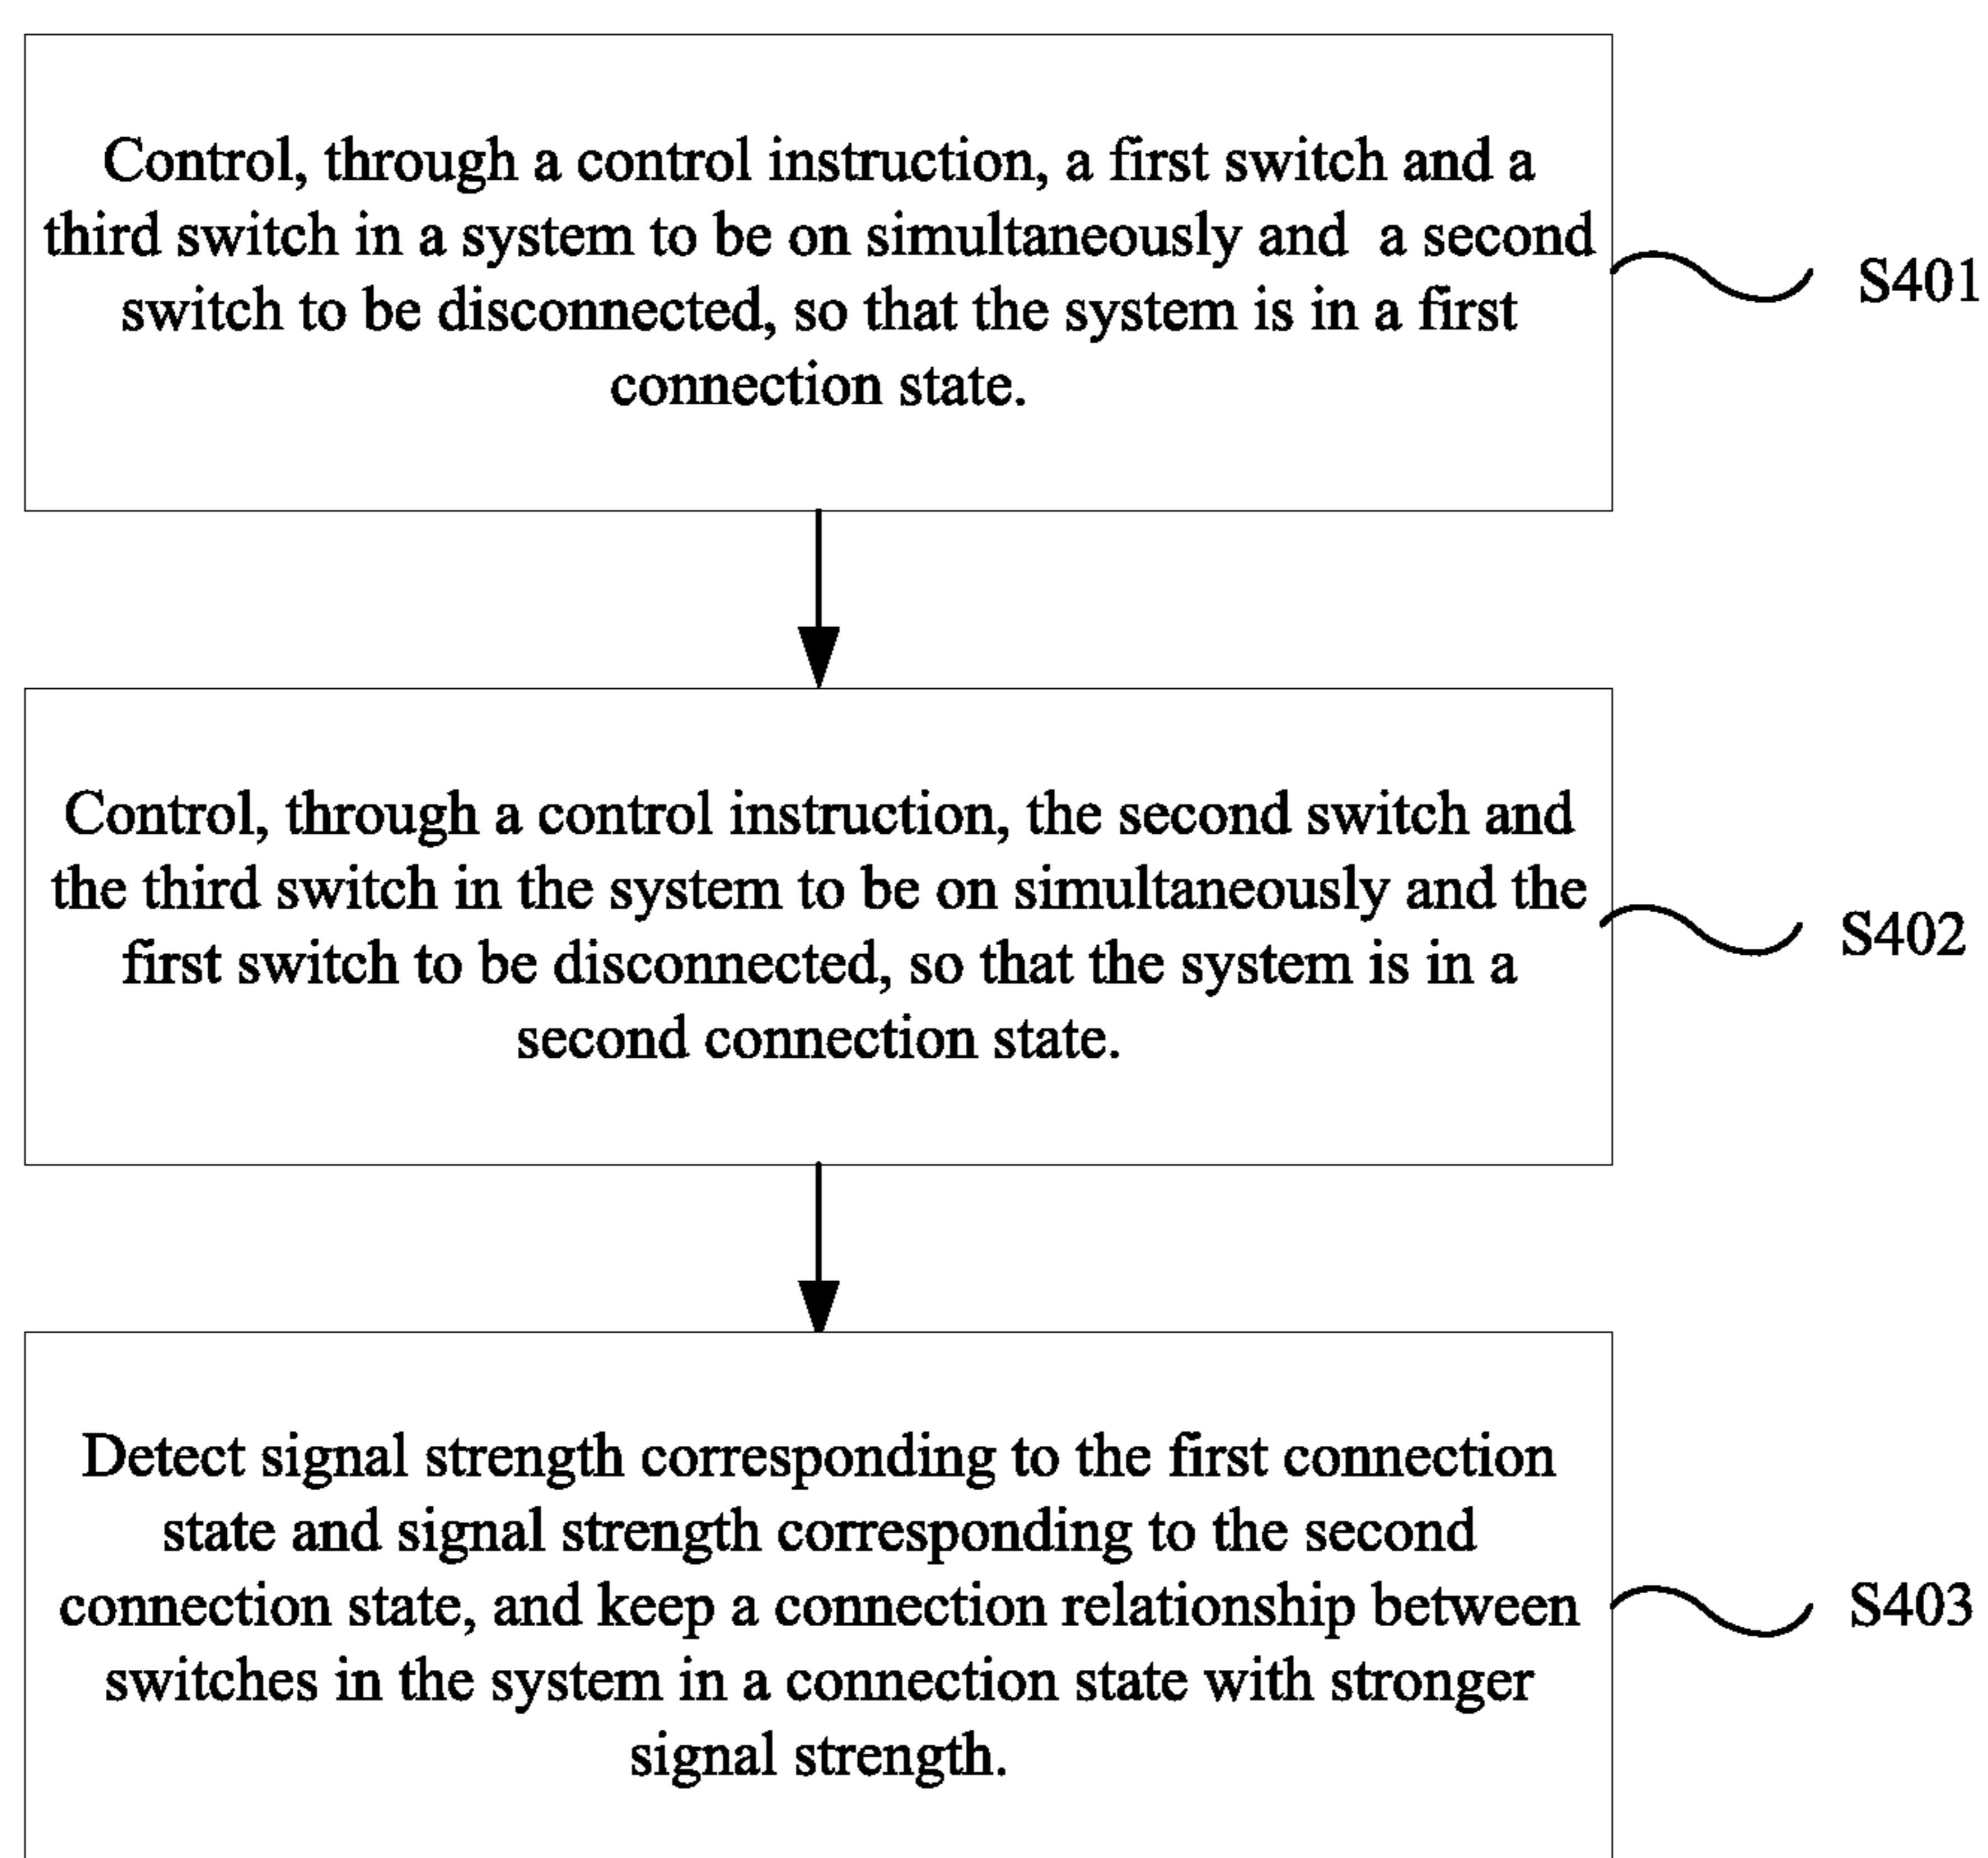 Control, through a control instruction, a first switch and a
third switch in a system to be on simultaneously and a second
switch to be disconnected, so that the system is in a first
connection state.
S401
Control, through a control instruction, the second switch and
the third switch in the system to be on simultaneously and the
first switch to be disconnected, so that the system is in a
second connection state.
S402
Detect signal strength corresponding to the first connection
state and signal strength corresponding to the second
connection state, and keep a connection relationship between
switches in the system in a connection state with stronger
signal strength.
S403